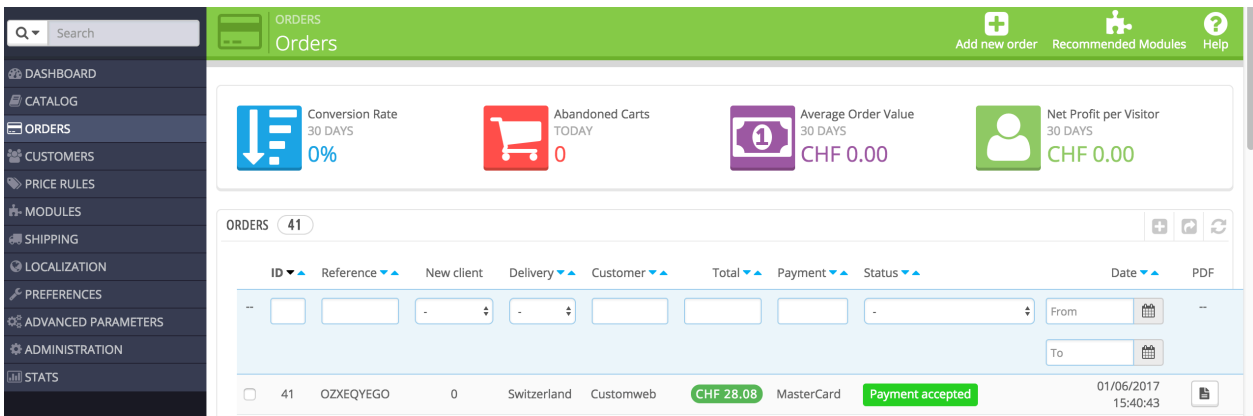 Search
DASHBOARD
CATALOG
ORDERS
CUSTOMERS
PRICE RULES
MODULES
SHIPPING
LOCALIZATION
PREFERENCES
ADVANCED PARAMETERS
ADMINISTRATION
STATS
ORDERS
Orders
Add new order Recommended Modules Help
Conversion Rate
30 DAYS
0%
Abandoned Carts
TODAY
0
1
Average Order Value
30 DAYS
CHF 0.00
Net Profit per Visitor
30 DAYS
CHF 0.00
ORDERS 41
ID Reference New client Delivery Customer Total Payment Status Date PDF
-- - - - From --
To
41 OZXEQYEGO 0 Switzerland Customweb CHF 28.08 MasterCard Payment accepted 01/06/2017
15:40:43